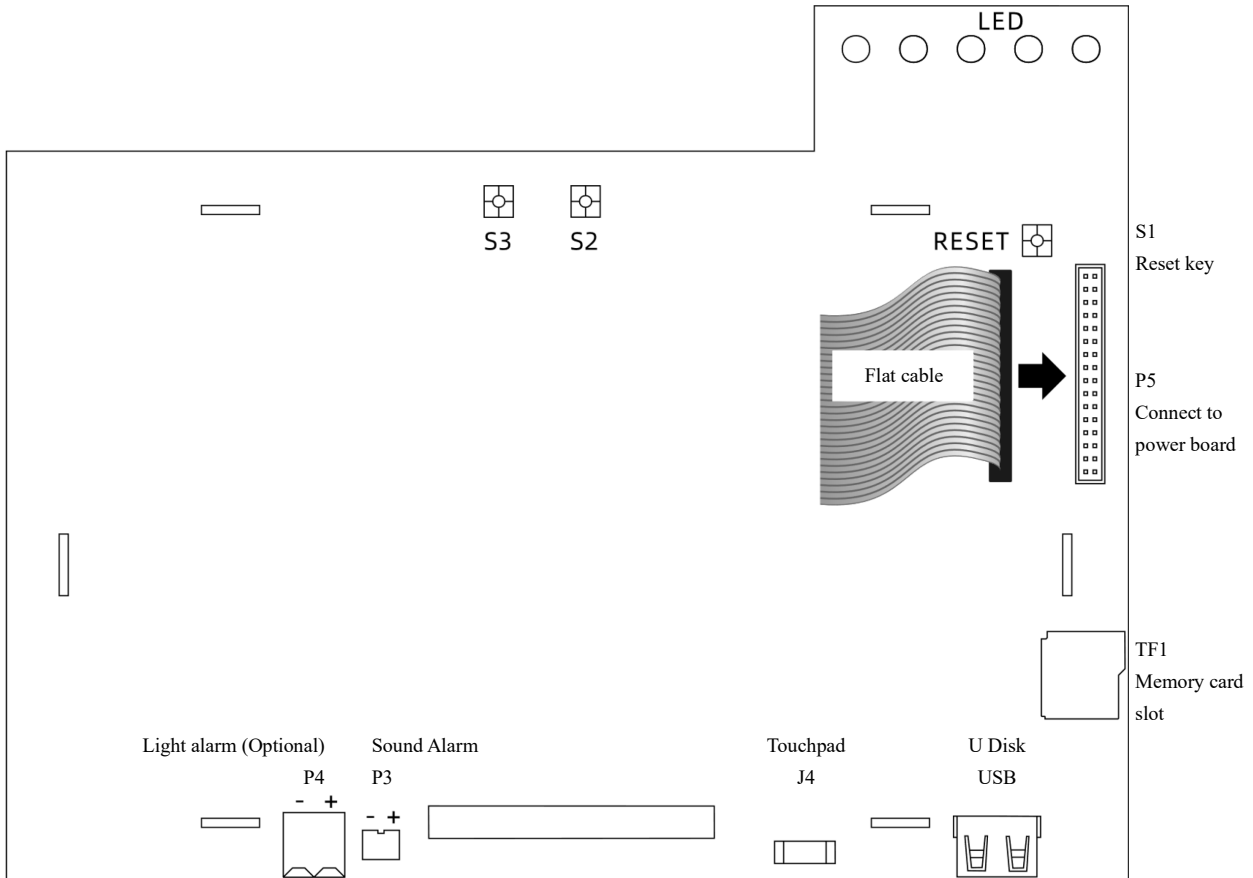 LED
S3
S2
RESET
S1
Reset key
Flat cable
P5
Connect to
power board
TF1
Memory card
slot
Light alarm (Optional)
P4
- +
Sound Alarm
P3
- +
Touchpad
J4
U Disk
USB